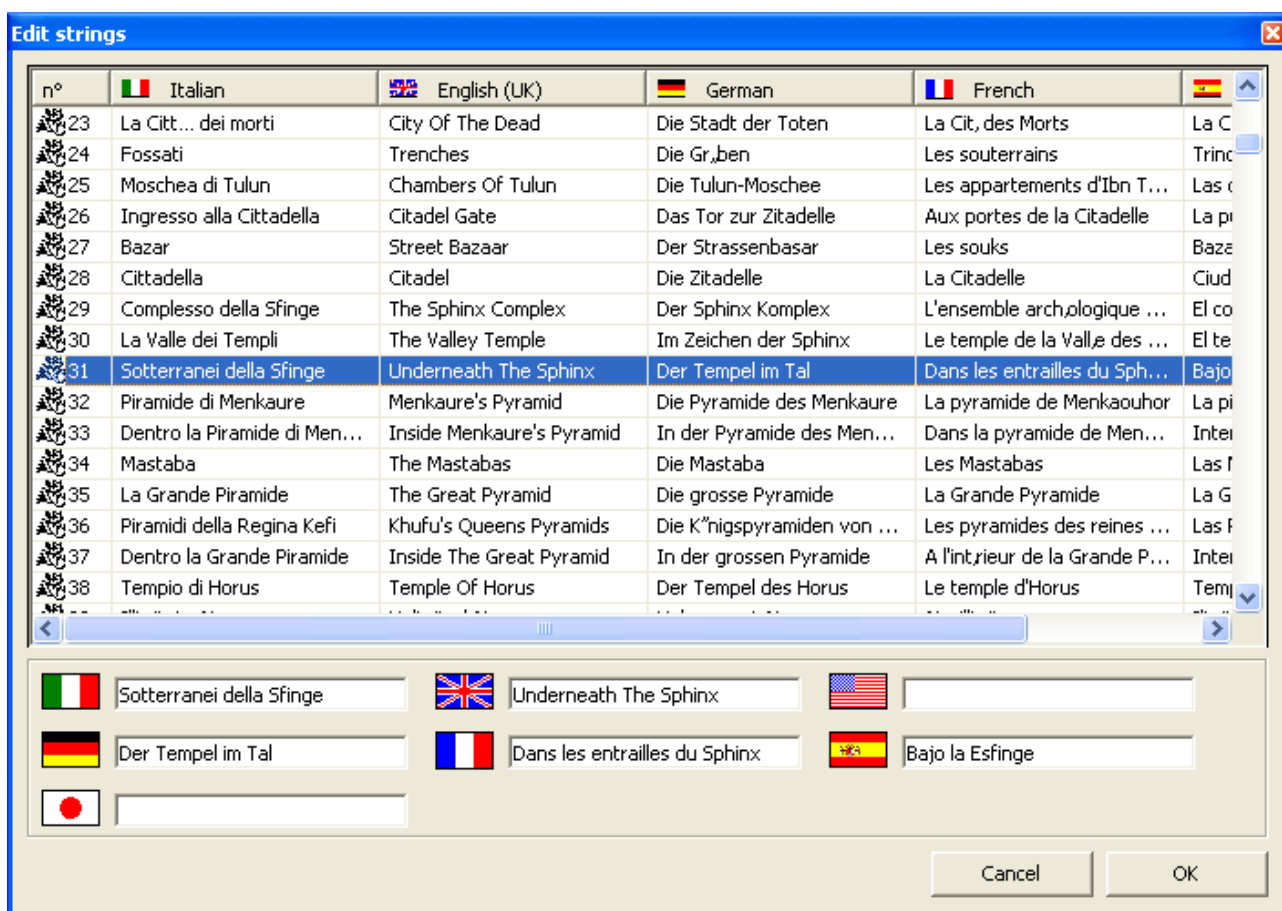 Edit strings
n° Italian English (UK) German French
23 La Citt... dei morti City Of The Dead Die Stadt der Toten La Cit‚ des Morts La C
24 Fossati Trenches Die Gr„ben Les souterrains Trinc
25 Moschea di Tulun Chambers Of Tulun Die Tulun-Moschee Les appartements d'Ibn T... Las
26 Ingresso alla Cittadella Citadel Gate Das Tor zur Zitadelle Aux portes de la Citadelle La
27 Bazar Street Bazaar Der Strassenbasar Les souks Baza
28 Cittadella Citadel Die Zitadelle La Citadelle Ciud
29 Complesso della Sfinge The Sphinx Complex Der Sphinx Komplex L'ensemble arch‚ologique ... El co
30 La Valle dei Templi The Valley Temple Im Zeichen der Sphinx Le temple de la Vall‚e des ... El te
31 Sotterranei della Sfinge Underneath The Sphinx Der Tempel im Tal Dans les entrailles du Sph... Bajo
32 Piramide di Menkaure Menkaure's Pyramid Die Pyramide des Menkaure La pyramide de Menkaouhor La pi
33 Dentro la Piramide di Men... Inside Menkaure's Pyramid In der Pyramide des Men... Dans la pyramide de Men... Inter
34 Mastaba The Mastabas Die Mastaba Les Mastabas Las
35 La Grande Piramide The Great Pyramid Die grosse Pyramide La Grande Pyramide La G
36 Piramidi della Regina Kefi Khufu's Queens Pyramids Die K”nigspyramiden von ... Les pyramides des reines ... Las
37 Dentro la Grande Piramide Inside The Great Pyramid In der grossen Pyramide A l'int‚rieur de la Grande P... Inter
38 Tempio di Horus Temple Of Horus Der Tempel des Horus Le temple d'Horus Tem
Sotterranei della Sfinge Underneath The Sphinx
Der Tempel im Tal Dans les entrailles du Sphinx Bajo la Esfinge
Cancel OK